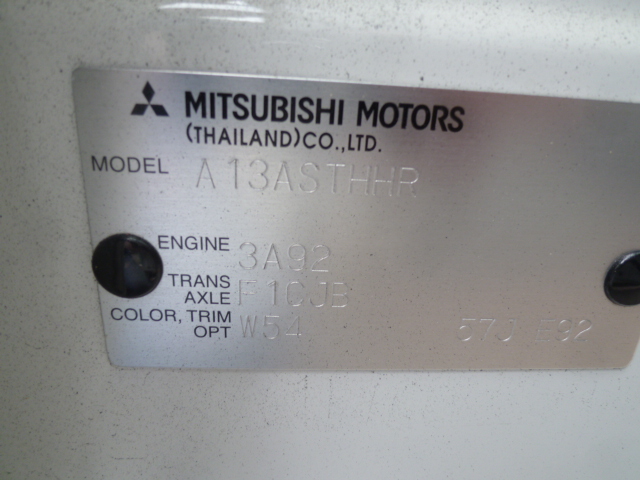 MITSUBISHI MOTORS
(THAILAND)CO.,LTD.
MODEL A13ASTHHR
ENGINE 3A92
TRANS
AXLE F1CJB
COLOR, TRIM
OPT W54 57J E92